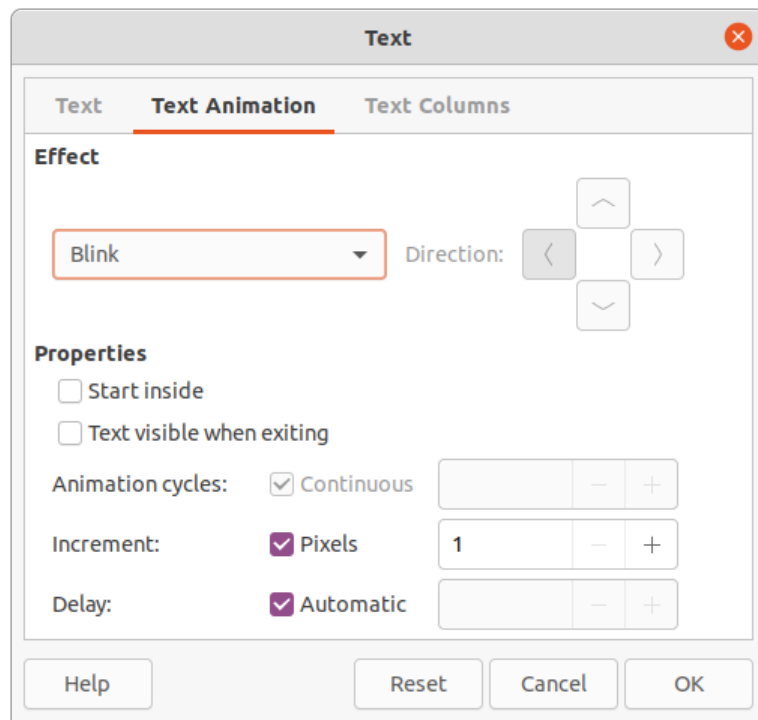 Text
Text Text Animation Text Columns
Effect
Blink Direction:
Properties
Start inside
Text visible when exiting
Animation cycles: Continuous
Increment: Pixels 1
Delay: Automatic
Help Reset Cancel OK